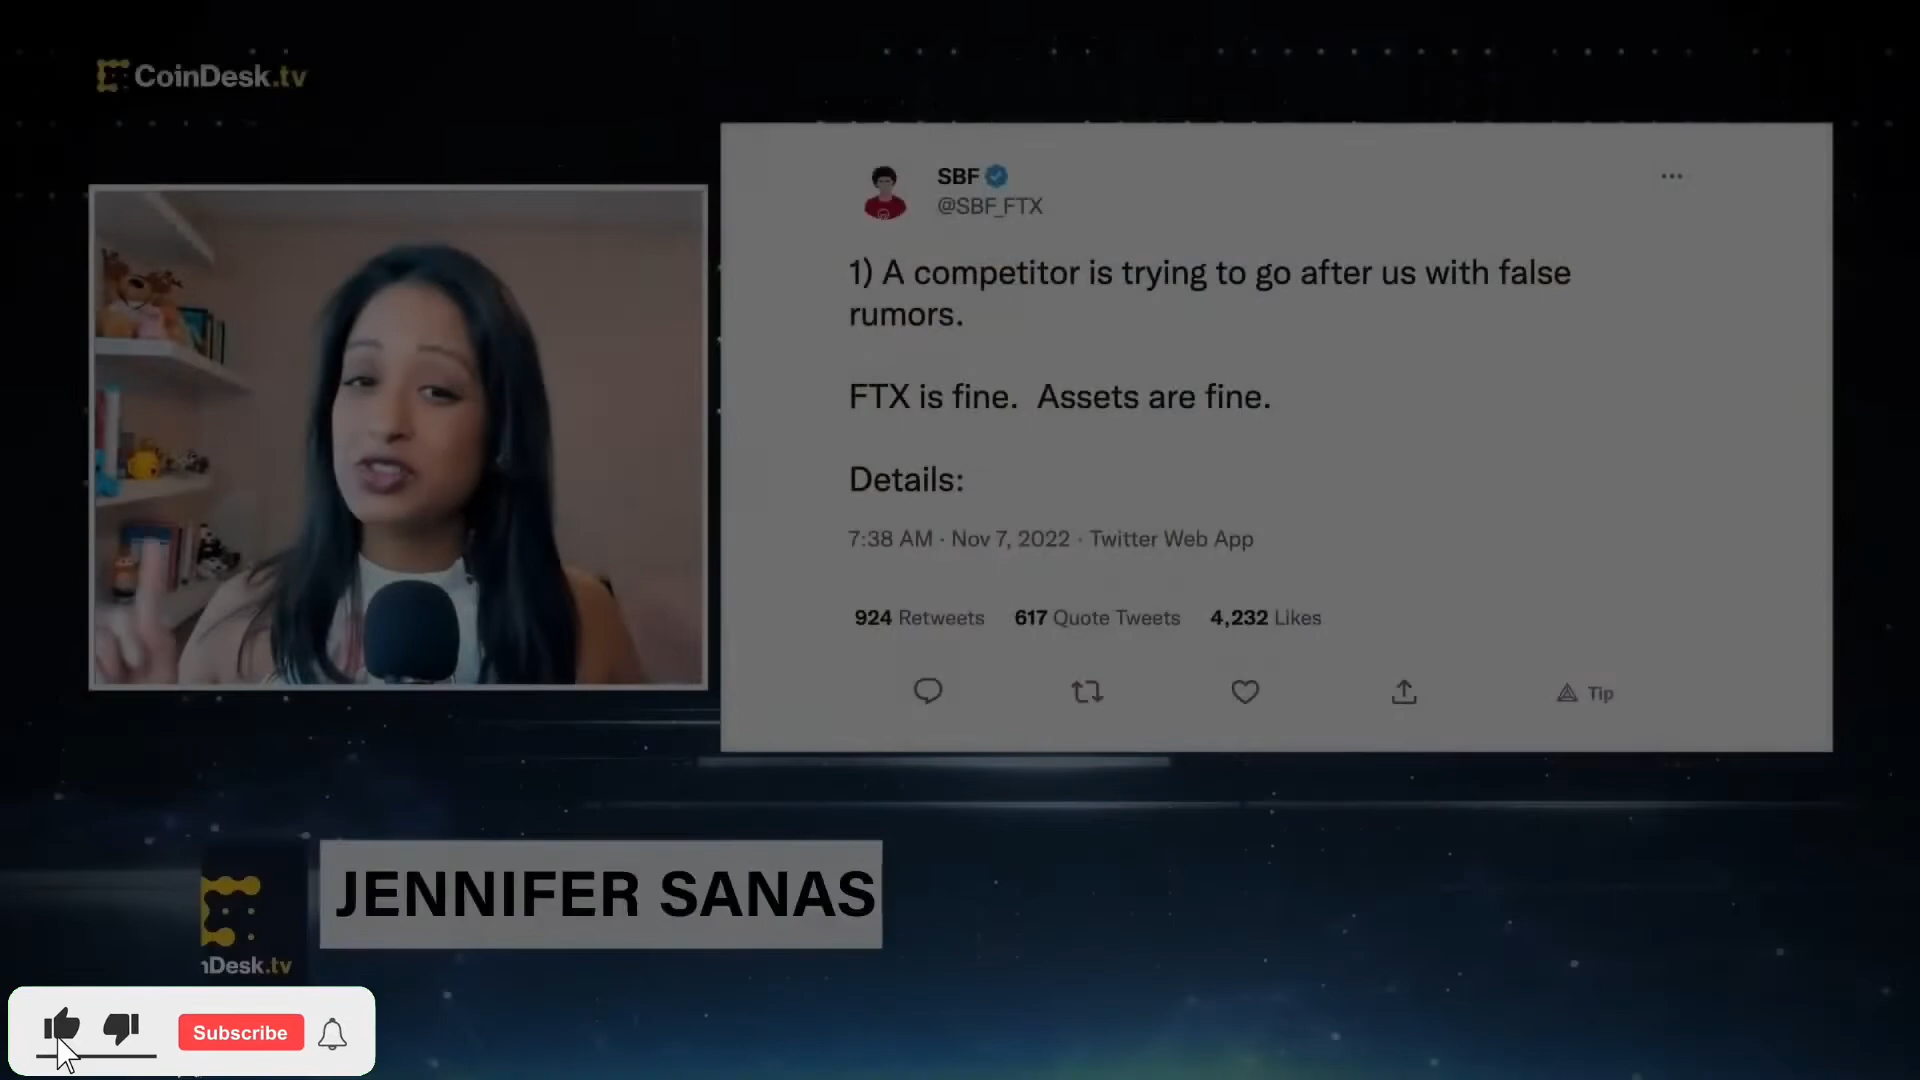 CoinDesk.tv
SBF
@SBF_FTX
1) A competitor is trying to go after us with false
rumors.
FTX is fine.  Assets are fine.
Details:
7:38 AM · Nov 7, 2022 · Twitter Web App
924 Retweets 617 Quote Tweets 4,232 Likes
Tip
JENNIFER SANAS
nDesk.tv
Subscribe